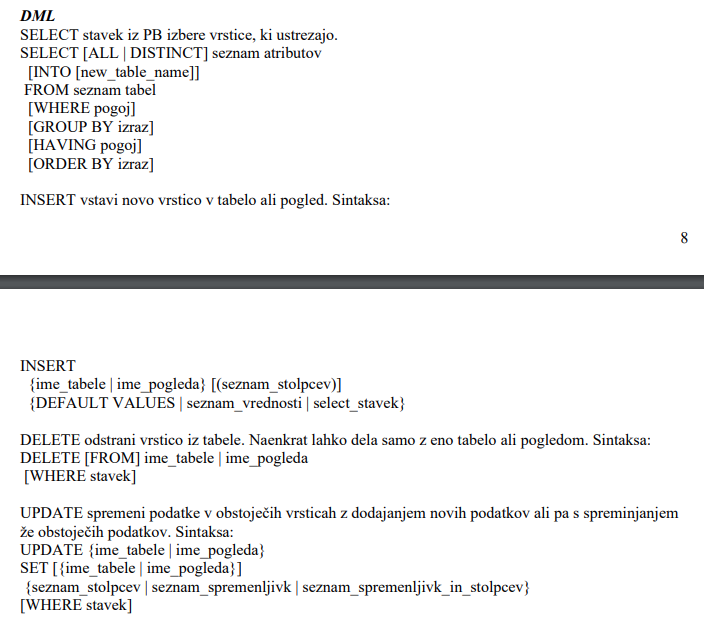 DML
SELECT stavek iz PB izbere vrstice, ki ustrezajo.
SELECT [ALL | DISTINCT] seznam atributov
[INTO [new_table_name]]
FROM seznam tabel
[WHERE pogoj]
[GROUP BY izraz]
[HAVING pogoj]
[ORDER BY izraz]
INSERT vstavi novo vrstico v tabelo ali pogled. Sintaksa:
8
INSERT
{ime_tabele | ime_pogleda} [(seznam_stolpcev)]
{DEFAULT VALUES | seznam_vrednosti | select_stavek}
DELETE odstrani vrstico iz tabele. Naenkrat lahko dela samo z eno tabelo ali pogledom. Sintaksa:
DELETE [FROM] ime_tabele | ime_pogleda
[WHERE stavek]
UPDATE spremeni podatke v obstoječih vrsticah z dodajanjem novih podatkov ali pa s spreminjanjem
že obstoječih podatkov. Sintaksa:
UPDATE {ime_tabele | ime_pogleda}
SET [{ime_tabele | ime_pogleda}]
{seznam_stolpcev | seznam_spremenljivk | seznam_spremenljivk_in_stolpcev}
[WHERE stavek]